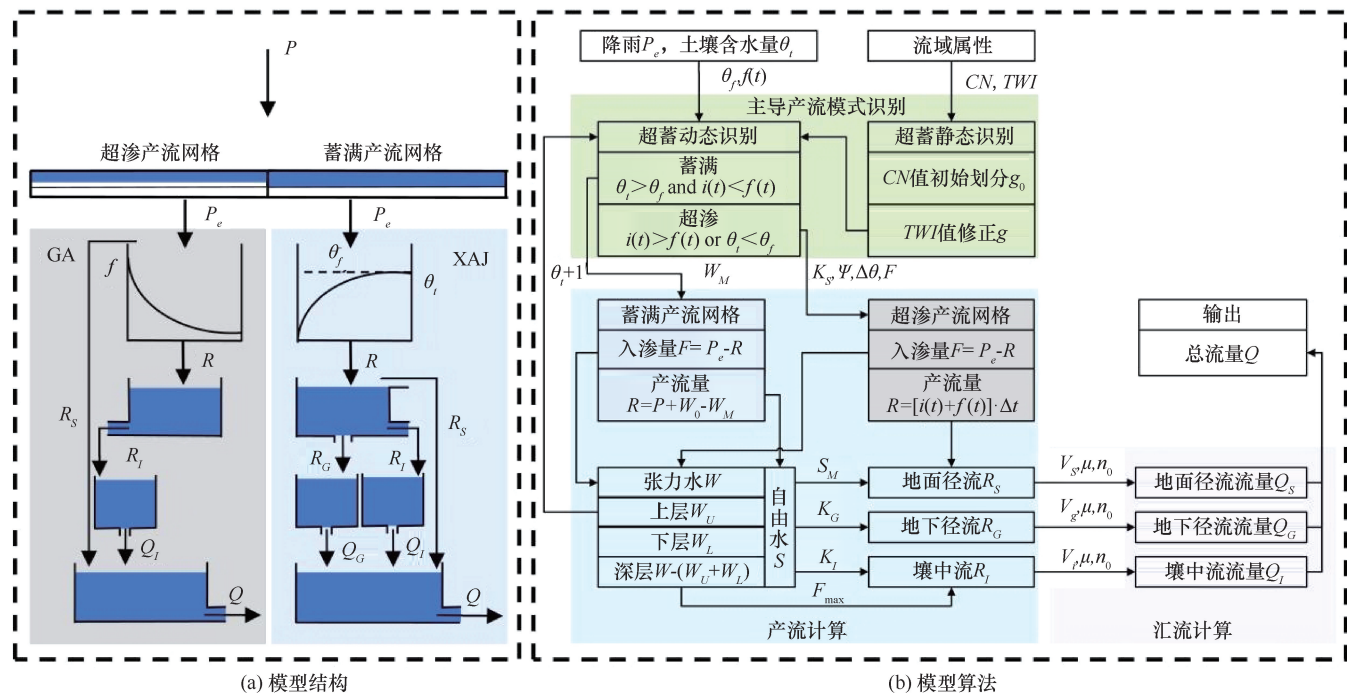 P
超渗产流网格
蓄满产流网格
P_e
P_e
GA
f
R
R_S
R_I
Q_I
Q
XAJ
θ_f
θ_t
R
R_S
R_G
R_I
Q_G
Q_I
Q
(a) 模型结构
降雨P_e，土壤含水量θ_t
流域属性
θ_f,f(t)
CN, TWI
主导产流模式识别
超蓄动态识别
蓄满
θ_t>θ_f and i(t)<f(t)
超渗
i(t)>f(t) or θ_t<θ_f
超蓄静态识别
CN值初始划分g_0
TWI值修正g
θ_t+1
W_M
K_S,Ψ,Δθ,F
蓄满产流网格
入渗量F= P_e-R
产流量
R=P+W_0-W_M
超渗产流网格
入渗量F= P_e-R
产流量
R=[i(t)+f(t)]·Δt
输出
总流量Q
张力水W
上层W_U
下层W_L
深层W-(W_U+W_L)
自由水S
S_M
K_G
K_I
F_max
地面径流R_S
地下径流R_G
壤中流R_I
V_S,μ,n_0
V_g,μ,n_0
V_i,μ,n_0
地面径流流量Q_S
地下径流流量Q_G
壤中流流量Q_I
产流计算
汇流计算
(b) 模型算法